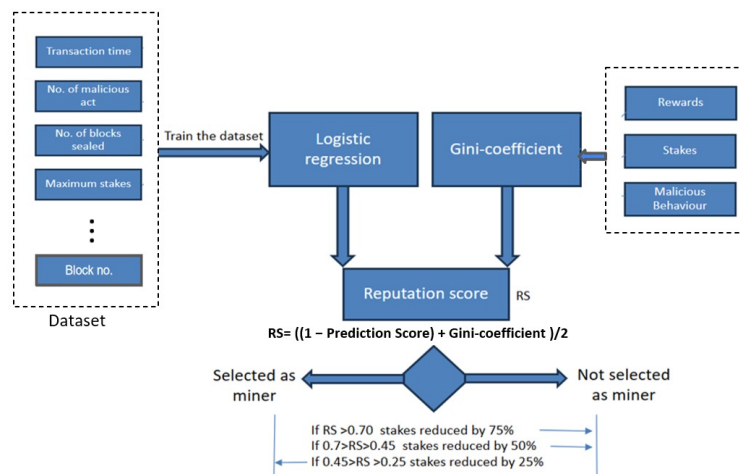 Transaction time
No. of malicious
act
No. of blocks
sealed
Maximum stakes
Block no.
Dataset
Train the dataset
Logistic
regression
Gini-coefficient
Rewards
Stakes
Malicious
Behaviour
Reputation score
RS
RS= ((1 – Prediction Score) + Gini-coefficient )/2
Selected as
miner
Not selected
as miner
If RS >0.70 stakes reduced by 75%
If 0.7>RS>0.45 stakes reduced by 50%
If 0.45>RS >0.25 stakes reduced by 25%